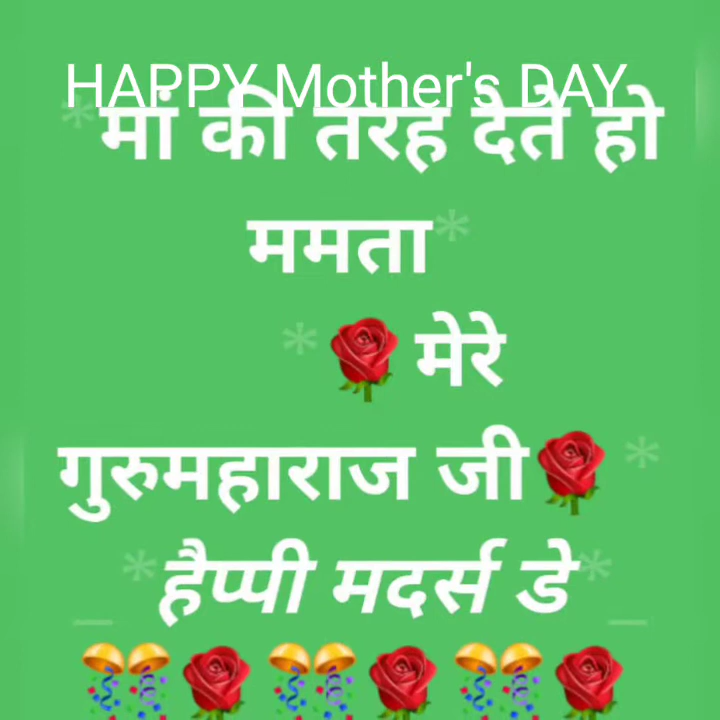 HAPPY Mother's DAY
*मां की तरह देते हो
ममता*
*🌹 मेरे
गुरुमहाराज जी🌹*
_*हैप्पी मदर्स डे*_
🎊🌹🎊🌹🎊🌹